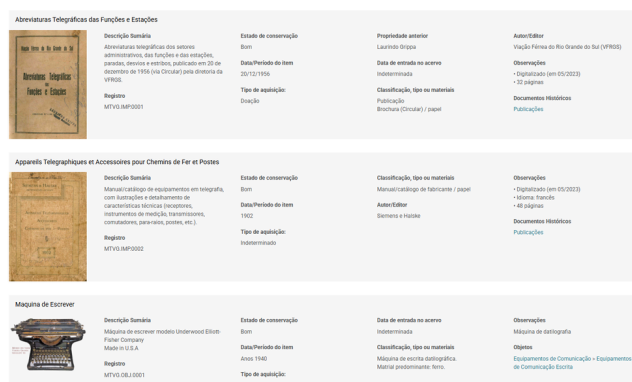 Abreviaturas Telegráficas das Funções e Estações
Viação Férrea do Rio Grande do Sul
Abreviaturas Telegráficas
Funções e Estações
Descrição Sumária
Abreviaturas telegráficas dos setores
administrativos, das funções e das estações,
paradas, desvios e estribos, publicado em 20 de
dezembro de 1956 (via Circular) pela diretoria da
VFRGS.
Registro
MTVG.IMP.0001
Estado de conservação
Bom
Data/Período do item
20/12/1956
Tipo de aquisição:
Doação
Propriedade anterior
Laurindo Grippa
Data de entrada no acervo
Indeterminada
Classificação, tipo ou materiais
Publicação
Brochura (Circular) / papel
Autor/Editor
Viação Férrea do Rio Grande do Sul (VFRGS)
Observações
• Digitalizado (em 05/2023)
• 32 páginas
Documentos Históricos
Publicações
Appareils Telegraphiques et Accessoires pour Chemins de Fer et Postes
Descrição Sumária
Manual/catálogo de equipamentos em telegrafia,
com ilustrações e detalhamento de
características técnicas (receptores,
instrumentos de medição, transmissores,
comutadores, para-raios, postes, etc.).
Registro
MTVG.IMP.0002
Estado de conservação
Bom
Data/Período do item
1902
Tipo de aquisição:
Indeterminado
Classificação, tipo ou materiais
Manual/catálogo de fabricante / papel
Autor/Editor
Siemens e Halske
Observações
• Digitalizado (em 05/2023)
• Idioma: francês
• 48 páginas
Documentos Históricos
Publicações
Maquina de Escrever
Descrição Sumária
Máquina de escrever modelo Underwood Elliott-
Fisher Company
Made in U.S.A
Registro
MTVG.OBJ.0001
Estado de conservação
Bom
Data/Período do item
Anos 1940
Tipo de aquisição:
Data de entrada no acervo
Indeterminada
Classificação, tipo ou materiais
Máquina de escrita datilográfica.
Matrial predominante: ferro.
Observações
Máquina de datilografia
Objetos
Equipamentos de Comunicação » Equipamentos
de Comunicação Escrita